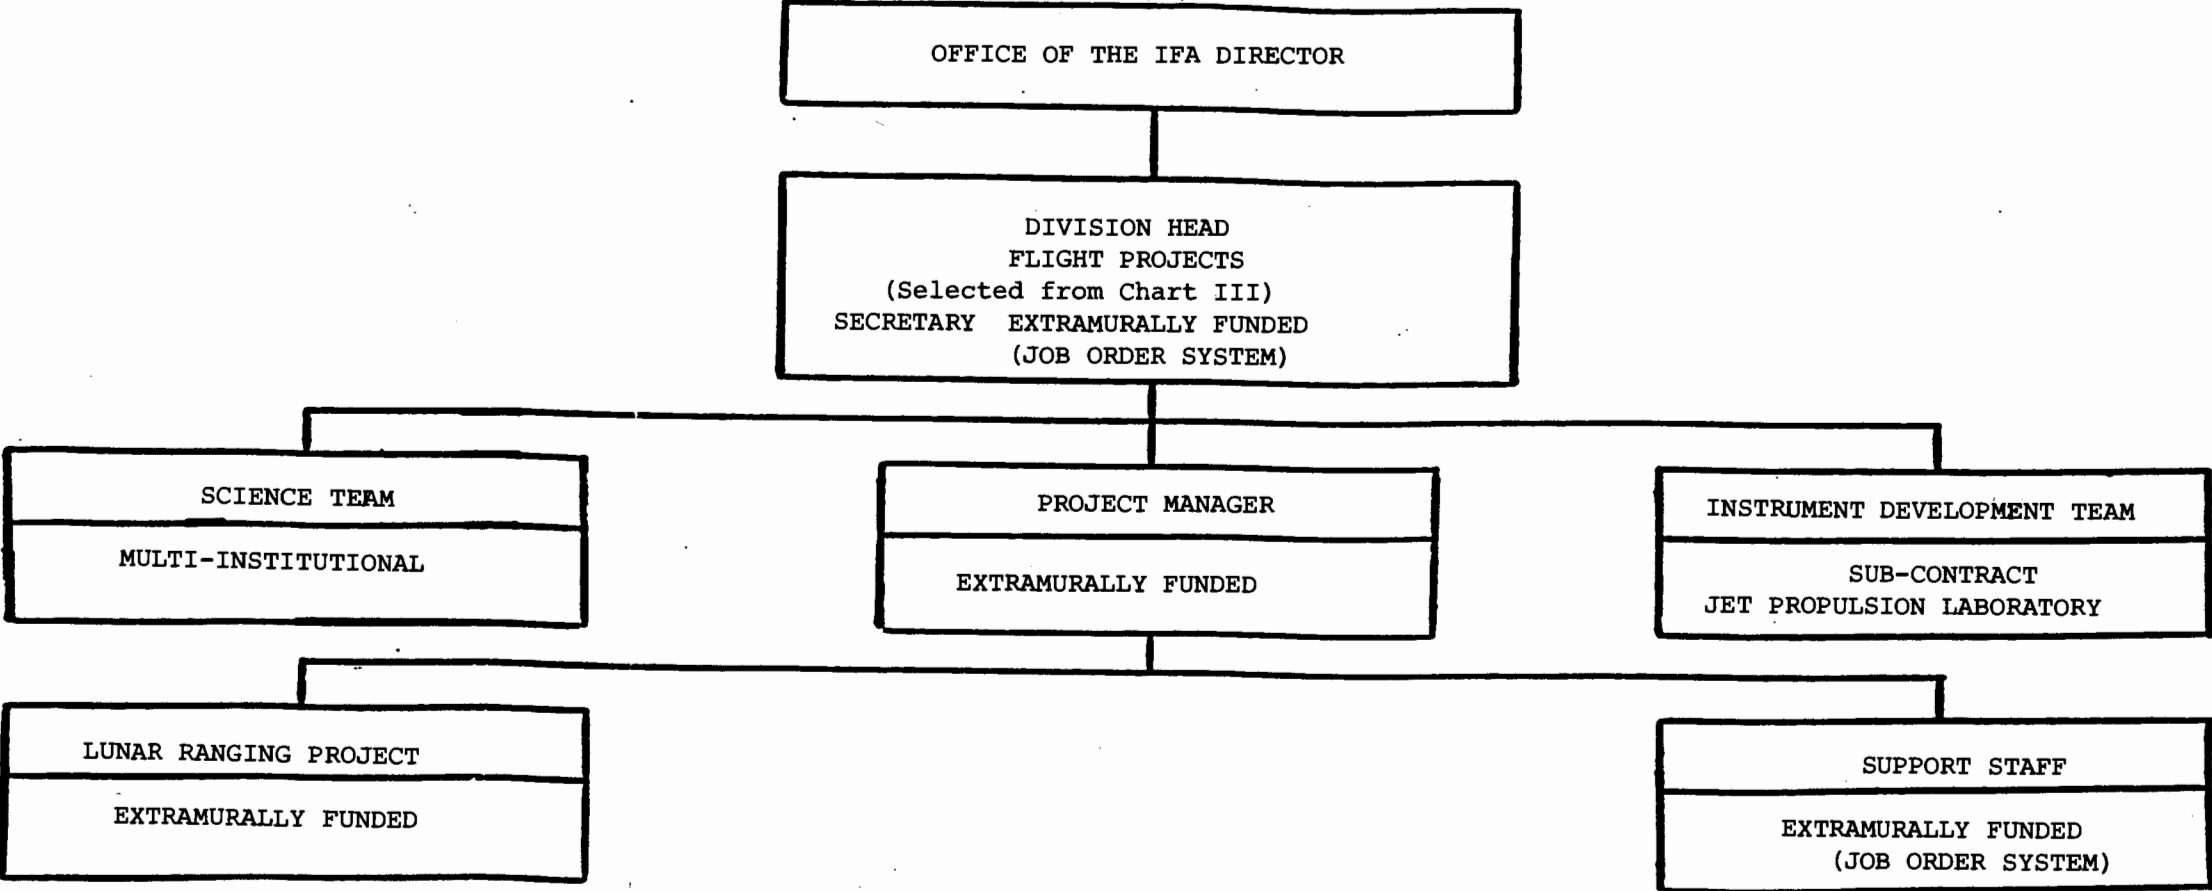 OFFICE OF THE IFA DIRECTOR
DIVISION HEAD
FLIGHT PROJECTS
(Selected from Chart III)
SECRETARY EXTRAMURALLY FUNDED
(JOB ORDER SYSTEM)
SCIENCE TEAM
MULTI-INSTITUTIONAL
PROJECT MANAGER
EXTRAMURALLY FUNDED
INSTRUMENT DEVELOPMENT TEAM
SUB-CONTRACT
JET PROPULSION LABORATORY
LUNAR RANGING PROJECT
EXTRAMURALLY FUNDED
SUPPORT STAFF
EXTRAMURALLY FUNDED
(JOB ORDER SYSTEM)